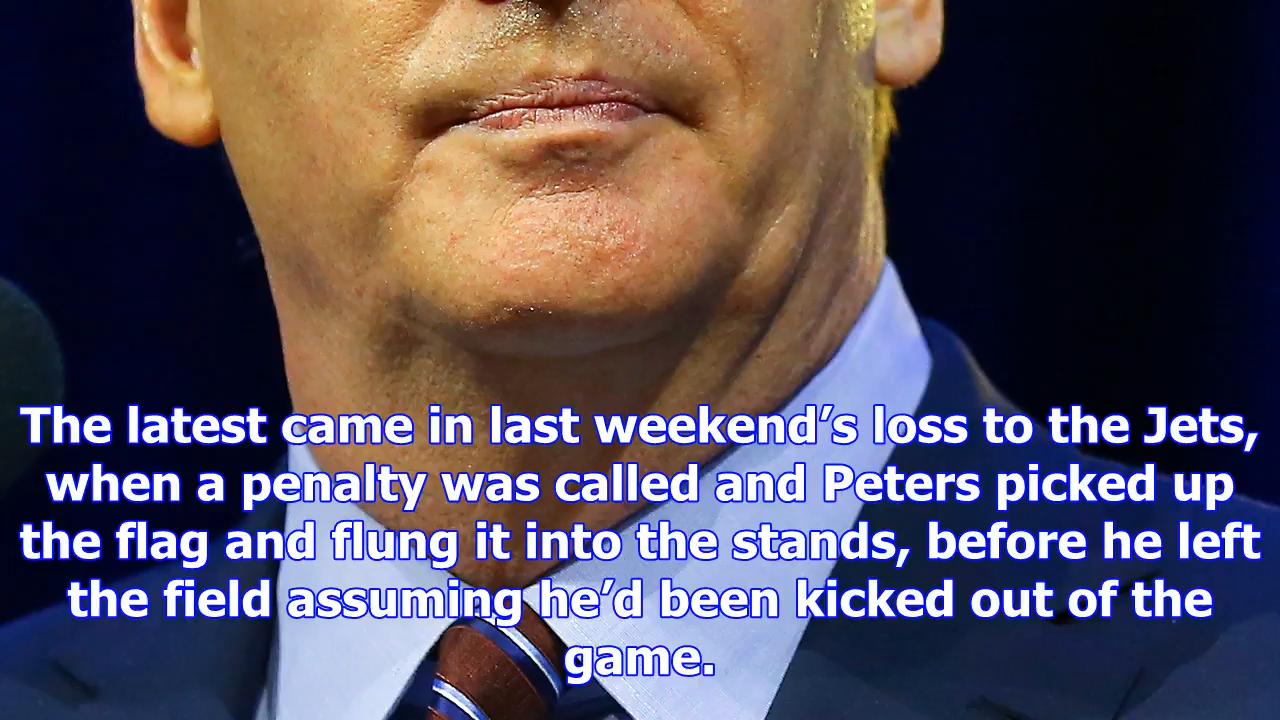 The latest came in last weekend’s loss to the Jets,
when a penalty was called and Peters picked up
the flag and flung it into the stands, before he left
the field assuming he’d been kicked out of the
game.